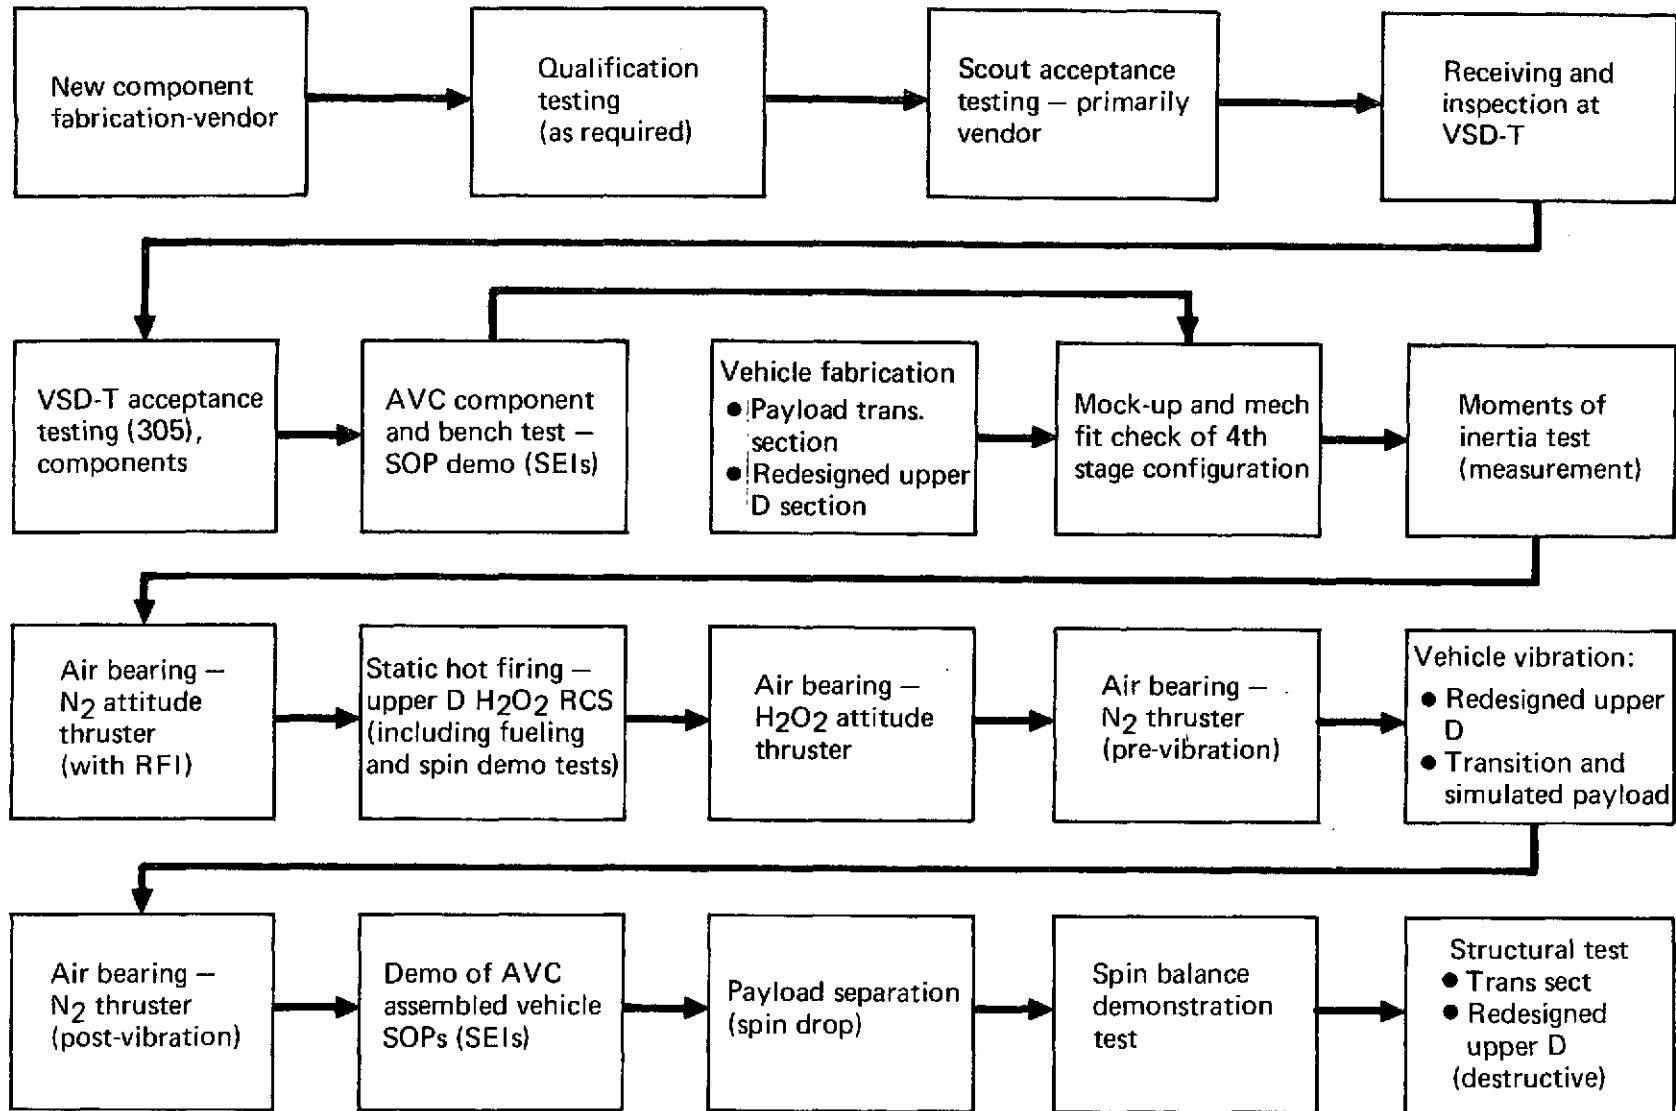 New component
fabrication-vendor
Qualification
testing
(as required)
Scout acceptance
testing — primarily
vendor
Receiving and
inspection at
VSD-T
VSD-T acceptance
testing (305),
components
AVC component
and bench test —
SOP demo (SEIs)
Vehicle fabrication
● Payload trans.
section
● Redesigned upper
D section
Mock-up and mech
fit check of 4th
stage configuration
Moments of
inertia test
(measurement)
Air bearing —
N2 attitude
thruster
(with RFI)
Static hot firing —
upper D H2O2 RCS
(including fueling
and spin demo tests)
Air bearing —
H2O2 attitude
thruster
Air bearing —
N2 thruster
(pre-vibration)
Vehicle vibration:
● Redesigned upper
D
● Transition and
simulated payload
Air bearing —
N2 thruster
(post-vibration)
Demo of AVC
assembled vehicle
SOPs (SEIs)
Payload separation
(spin drop)
Spin balance
demonstration
test
Structural test
● Trans sect
● Redesigned
upper D
(destructive)